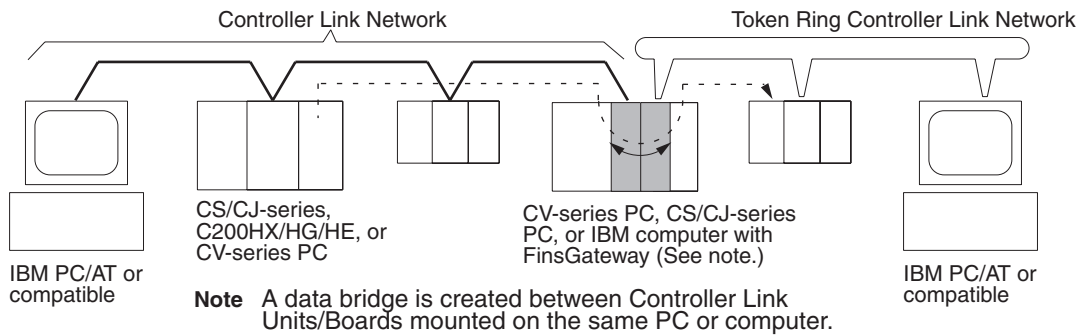 Controller Link Network
Token Ring Controller Link Network
CS/CJ-series,
C200HX/HG/HE, or
CV-series PC
CV-series PC, CS/CJ-series
PC, or IBM computer with
FinsGateway (See note.)
IBM PC/AT or
compatible
IBM PC/AT or
compatible
Note A data bridge is created between Controller Link
Units/Boards mounted on the same PC or computer.